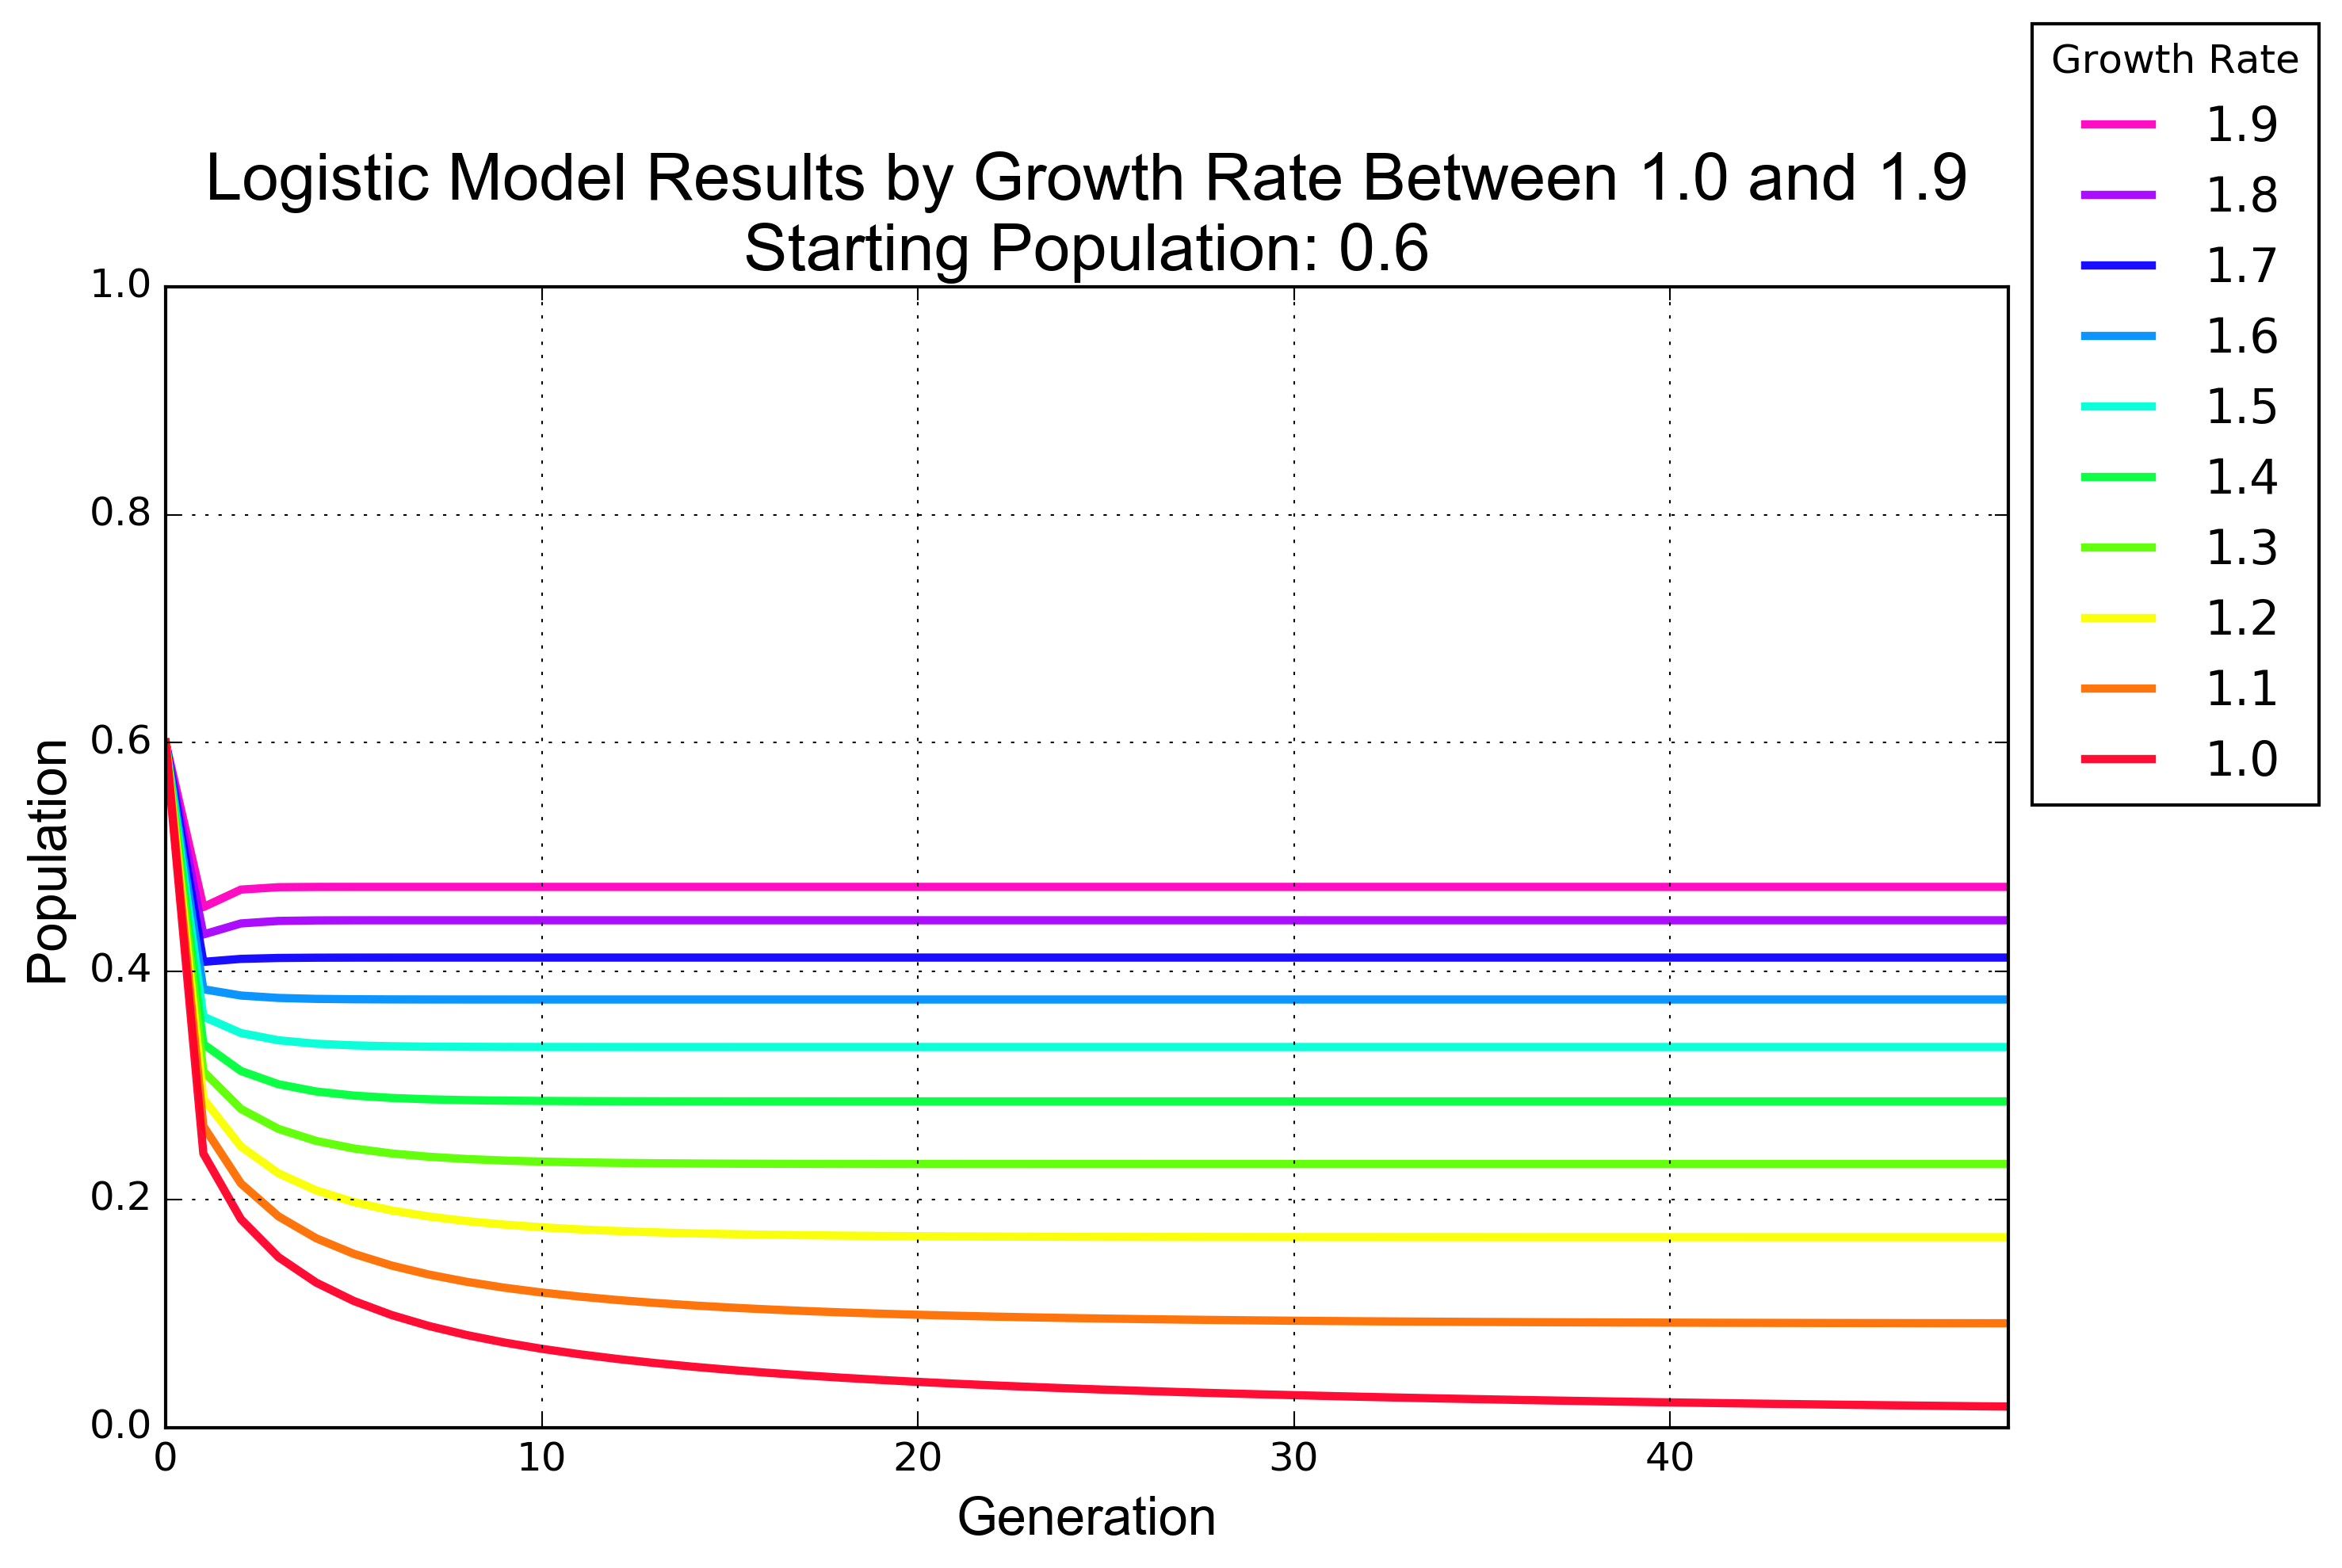 Logistic Model Results by Growth Rate Between 1.0 and 1.9
Starting Population: 0.6
Growth Rate
1.9
1.8
1.7
1.6
1.5
1.4
1.3
1.2
1.1
1.0
Population
1.0
0.8
0.6
0.4
0.2
0.0
0 10 20 30 40
Generation